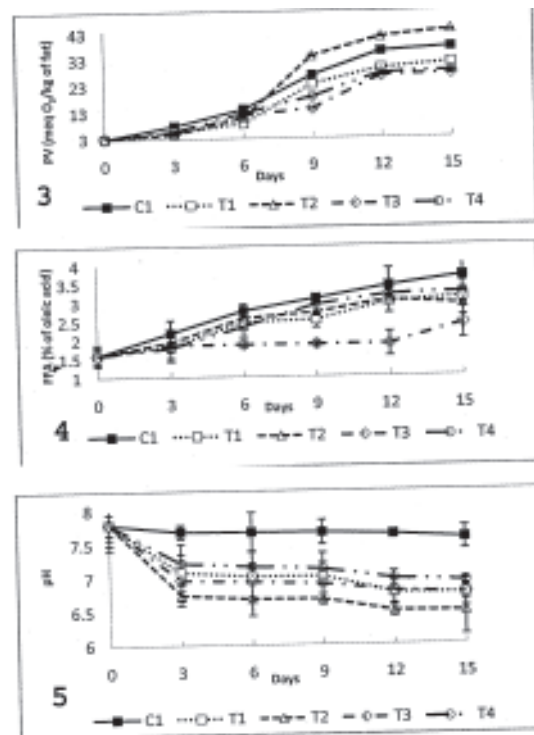 PV (meq O₂/kg of fat)
43
33
23
13
3
0 3 6 9 12 15
Days
3
C1 T1 T2 T3 T4
FFA (% of oleic acid)
4
3.5
3
2.5
2
1.5
1
0 3 6 9 12 15
Days
4
C1 T1 T2 T3 T4
pH
8
7.5
7
6.5
6
0 3 6 9 12 15
Days
5
C1 T1 T2 T3 T4